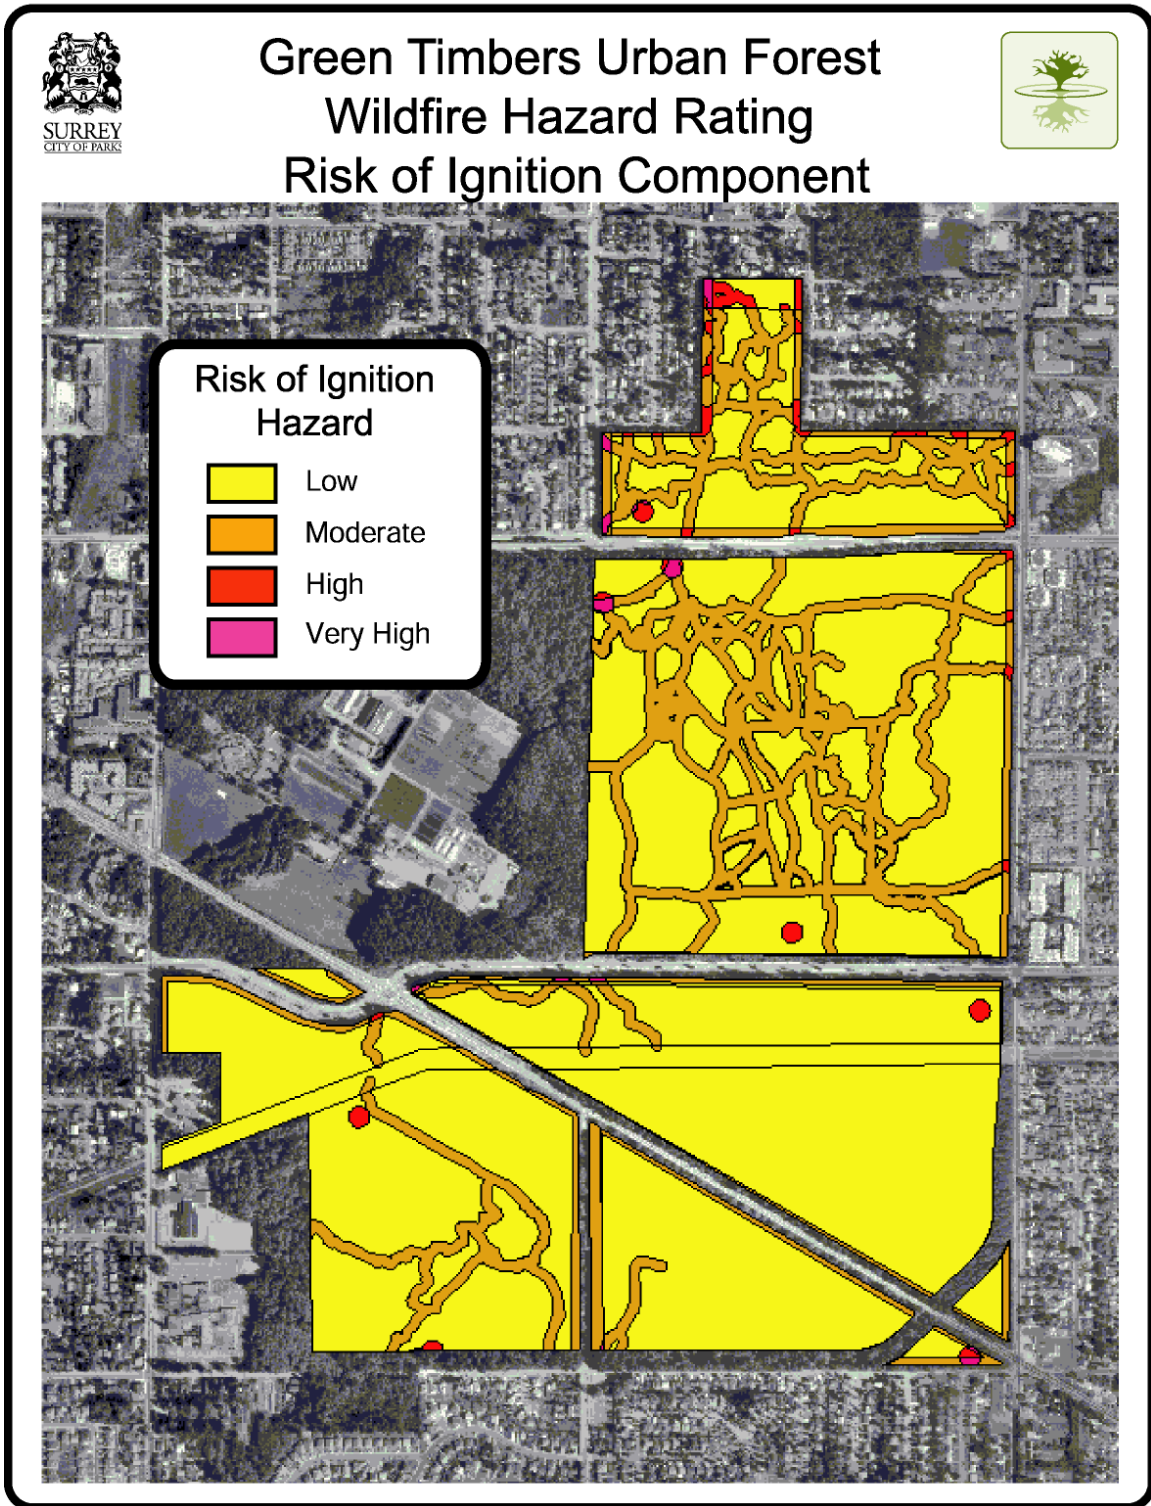 Green Timbers Urban Forest
Wildfire Hazard Rating
Risk of Ignition Component
SURREY
CITY OF PARKS
Risk of Ignition
Hazard
Low
Moderate
High
Very High